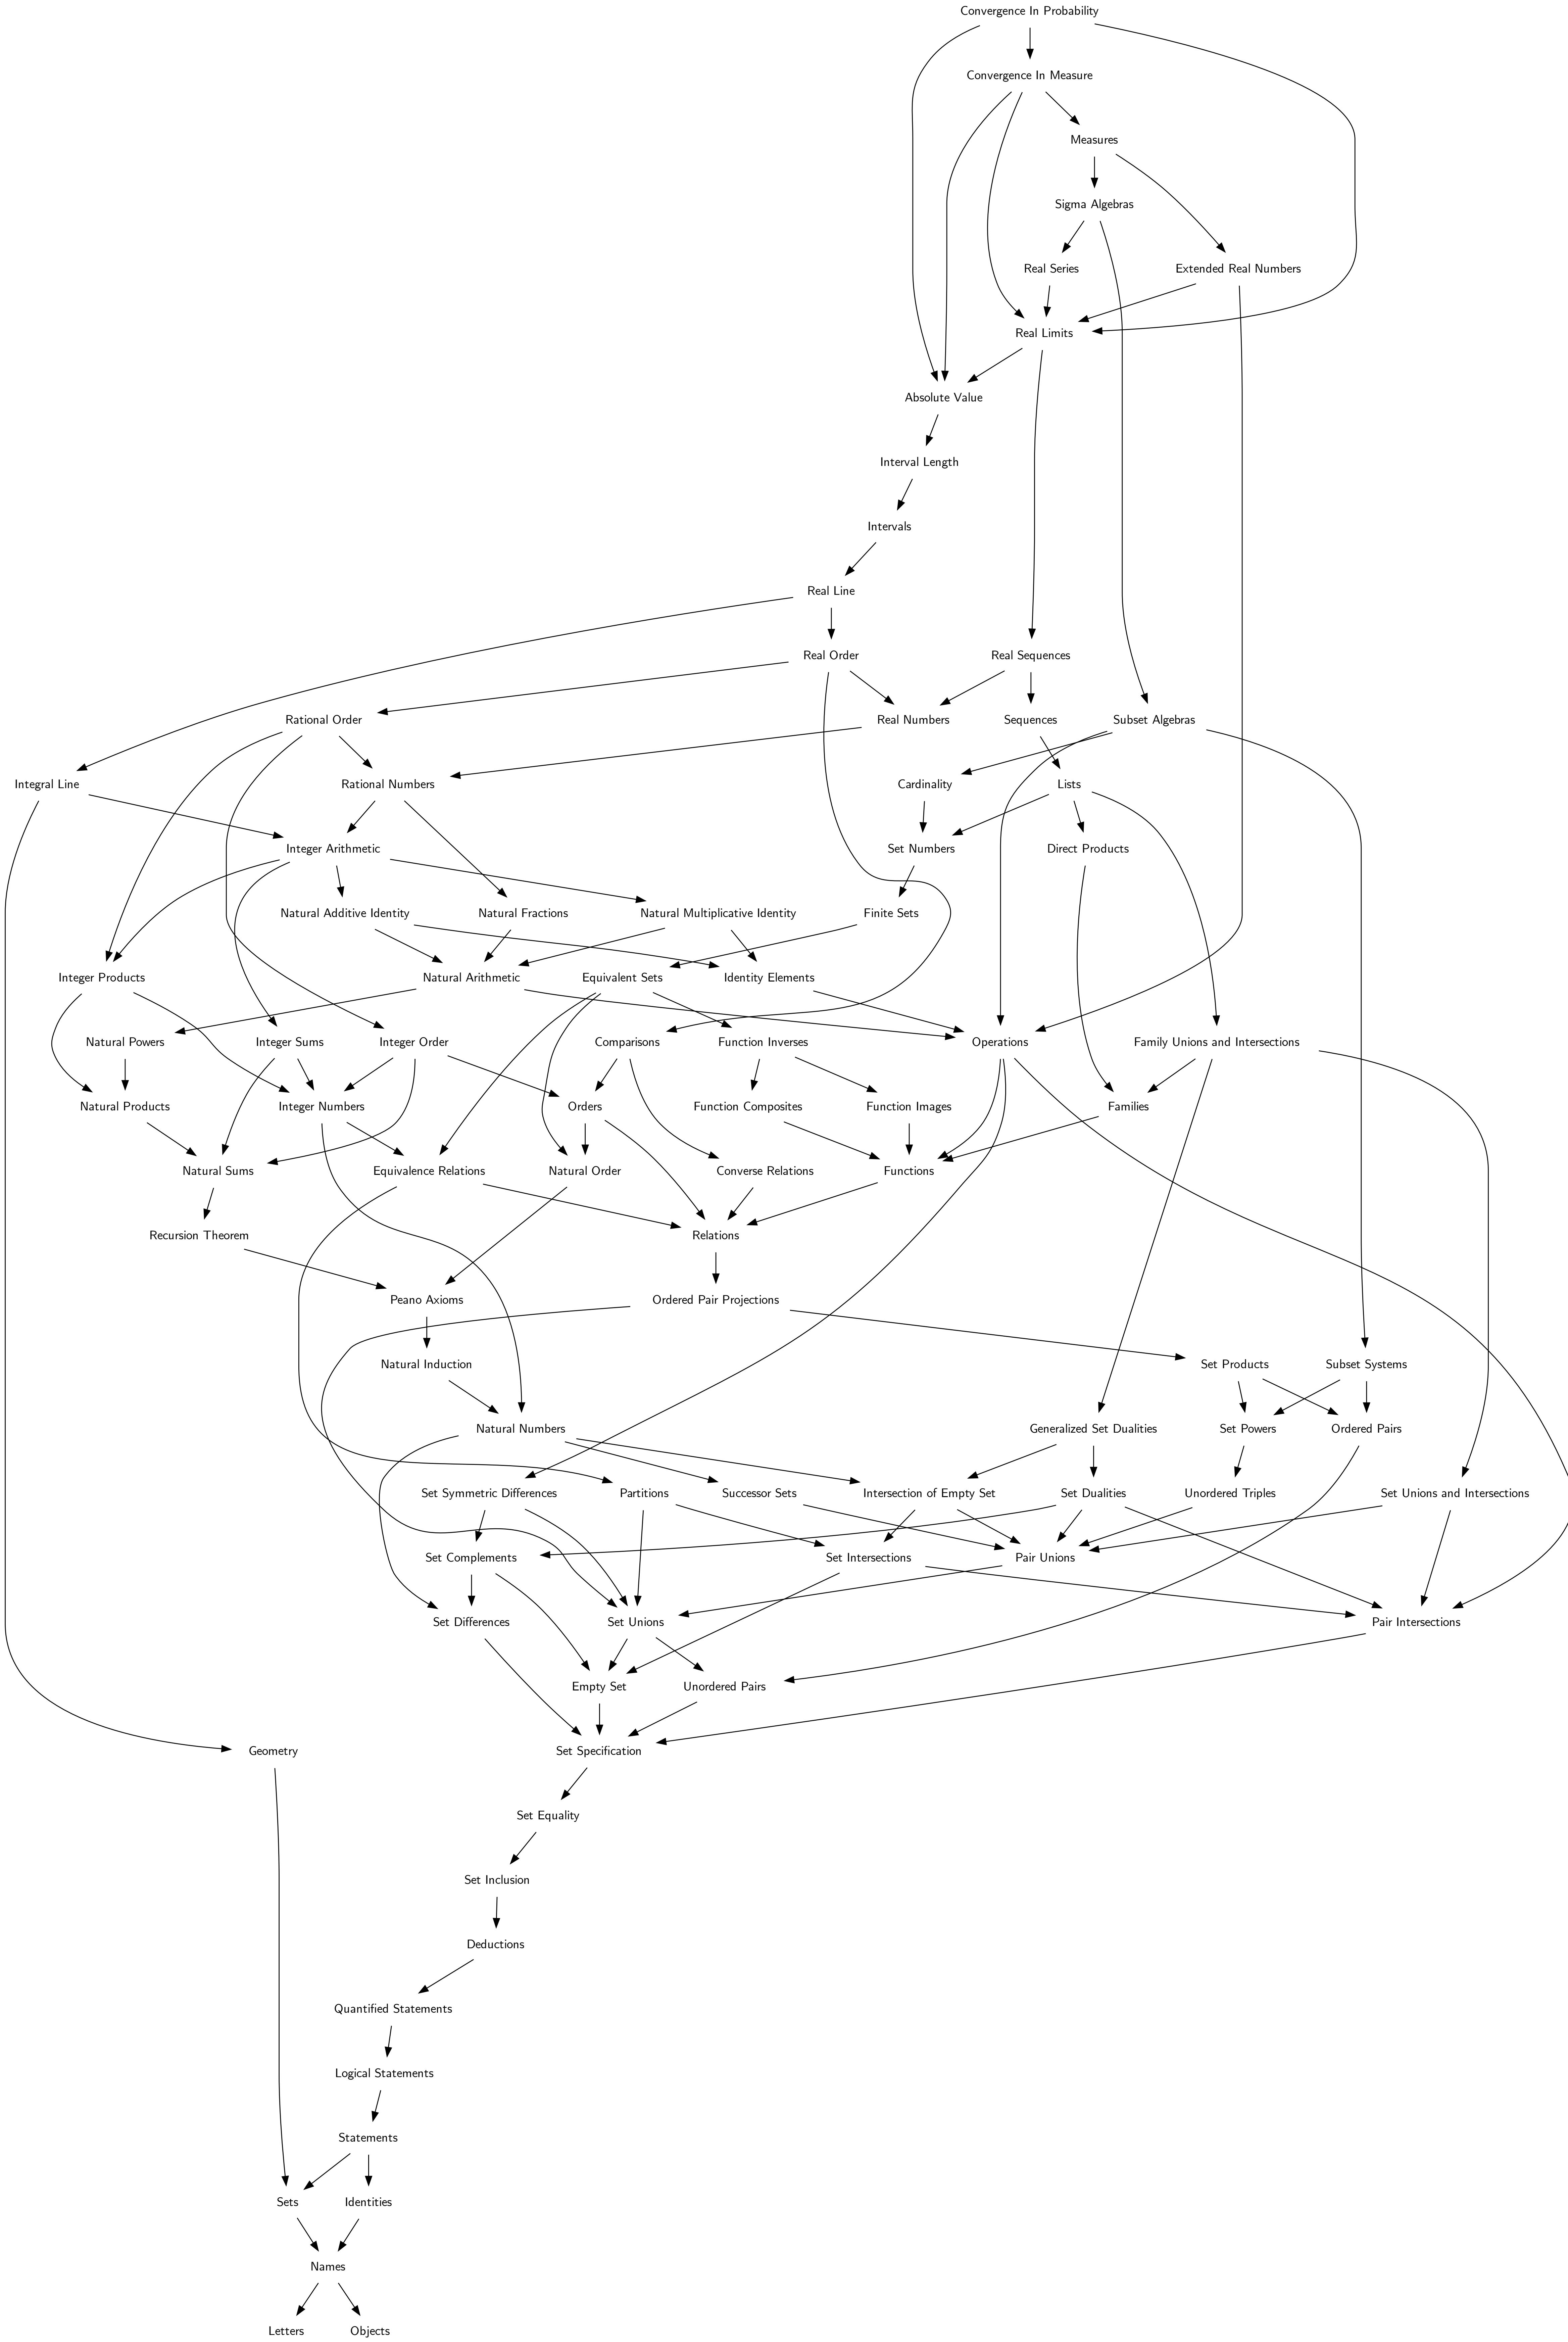 Convergence In Probability
Convergence In Measure
Measures
Sigma Algebras
Real Series
Extended Real Numbers
Real Limits
Absolute Value
Interval Length
Intervals
Real Line
Real Order
Real Sequences
Rational Order
Real Numbers
Sequences
Subset Algebras
Integral Line
Rational Numbers
Cardinality
Lists
Integer Arithmetic
Set Numbers
Direct Products
Natural Additive Identity
Natural Fractions
Natural Multiplicative Identity
Finite Sets
Integer Products
Natural Arithmetic
Equivalent Sets
Identity Elements
Natural Powers
Integer Sums
Integer Order
Comparisons
Function Inverses
Operations
Family Unions and Intersections
Natural Products
Integer Numbers
Orders
Function Composites
Function Images
Families
Natural Sums
Equivalence Relations
Natural Order
Converse Relations
Functions
Recursion Theorem
Relations
Peano Axioms
Ordered Pair Projections
Natural Induction
Set Products
Subset Systems
Natural Numbers
Generalized Set Dualities
Set Powers
Ordered Pairs
Set Symmetric Differences
Partitions
Successor Sets
Intersection of Empty Set
Set Dualities
Unordered Triples
Set Unions and Intersections
Set Complements
Set Intersections
Pair Unions
Set Differences
Set Unions
Pair Intersections
Empty Set
Unordered Pairs
Geometry
Set Specification
Set Equality
Set Inclusion
Deductions
Quantified Statements
Logical Statements
Statements
Sets
Identities
Names
Letters
Objects